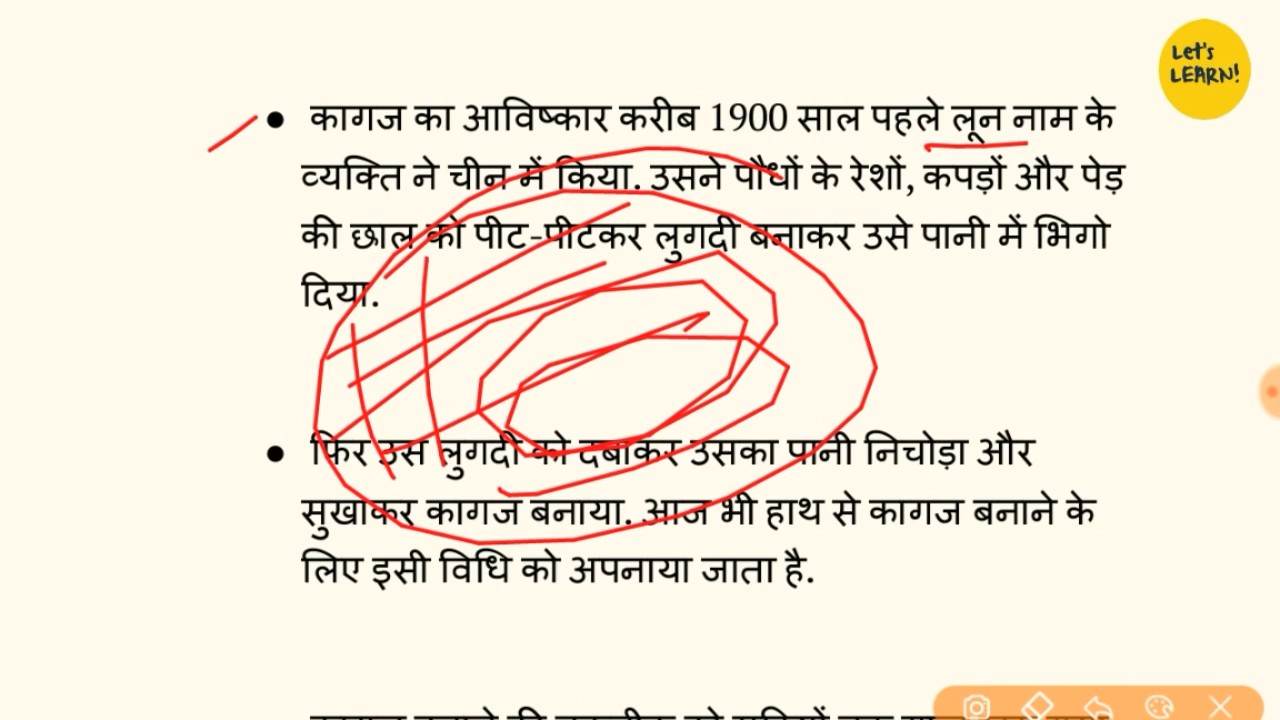 Let's
LEARN!
कागज का आविष्कार करीब 1900 साल पहले लून नाम के
व्यक्ति ने चीन में किया. उसने पौधों के रेशों, कपड़ों और पेड़
की छाल को पीट-पीटकर लुगदी बनाकर उसे पानी में भिगो
दिया.
फिर उस लुगदी को दबाकर उसका पानी निचोड़ा और
सुखाकर कागज बनाया. आज भी हाथ से कागज बनाने के
लिए इसी विधि को अपनाया जाता है.